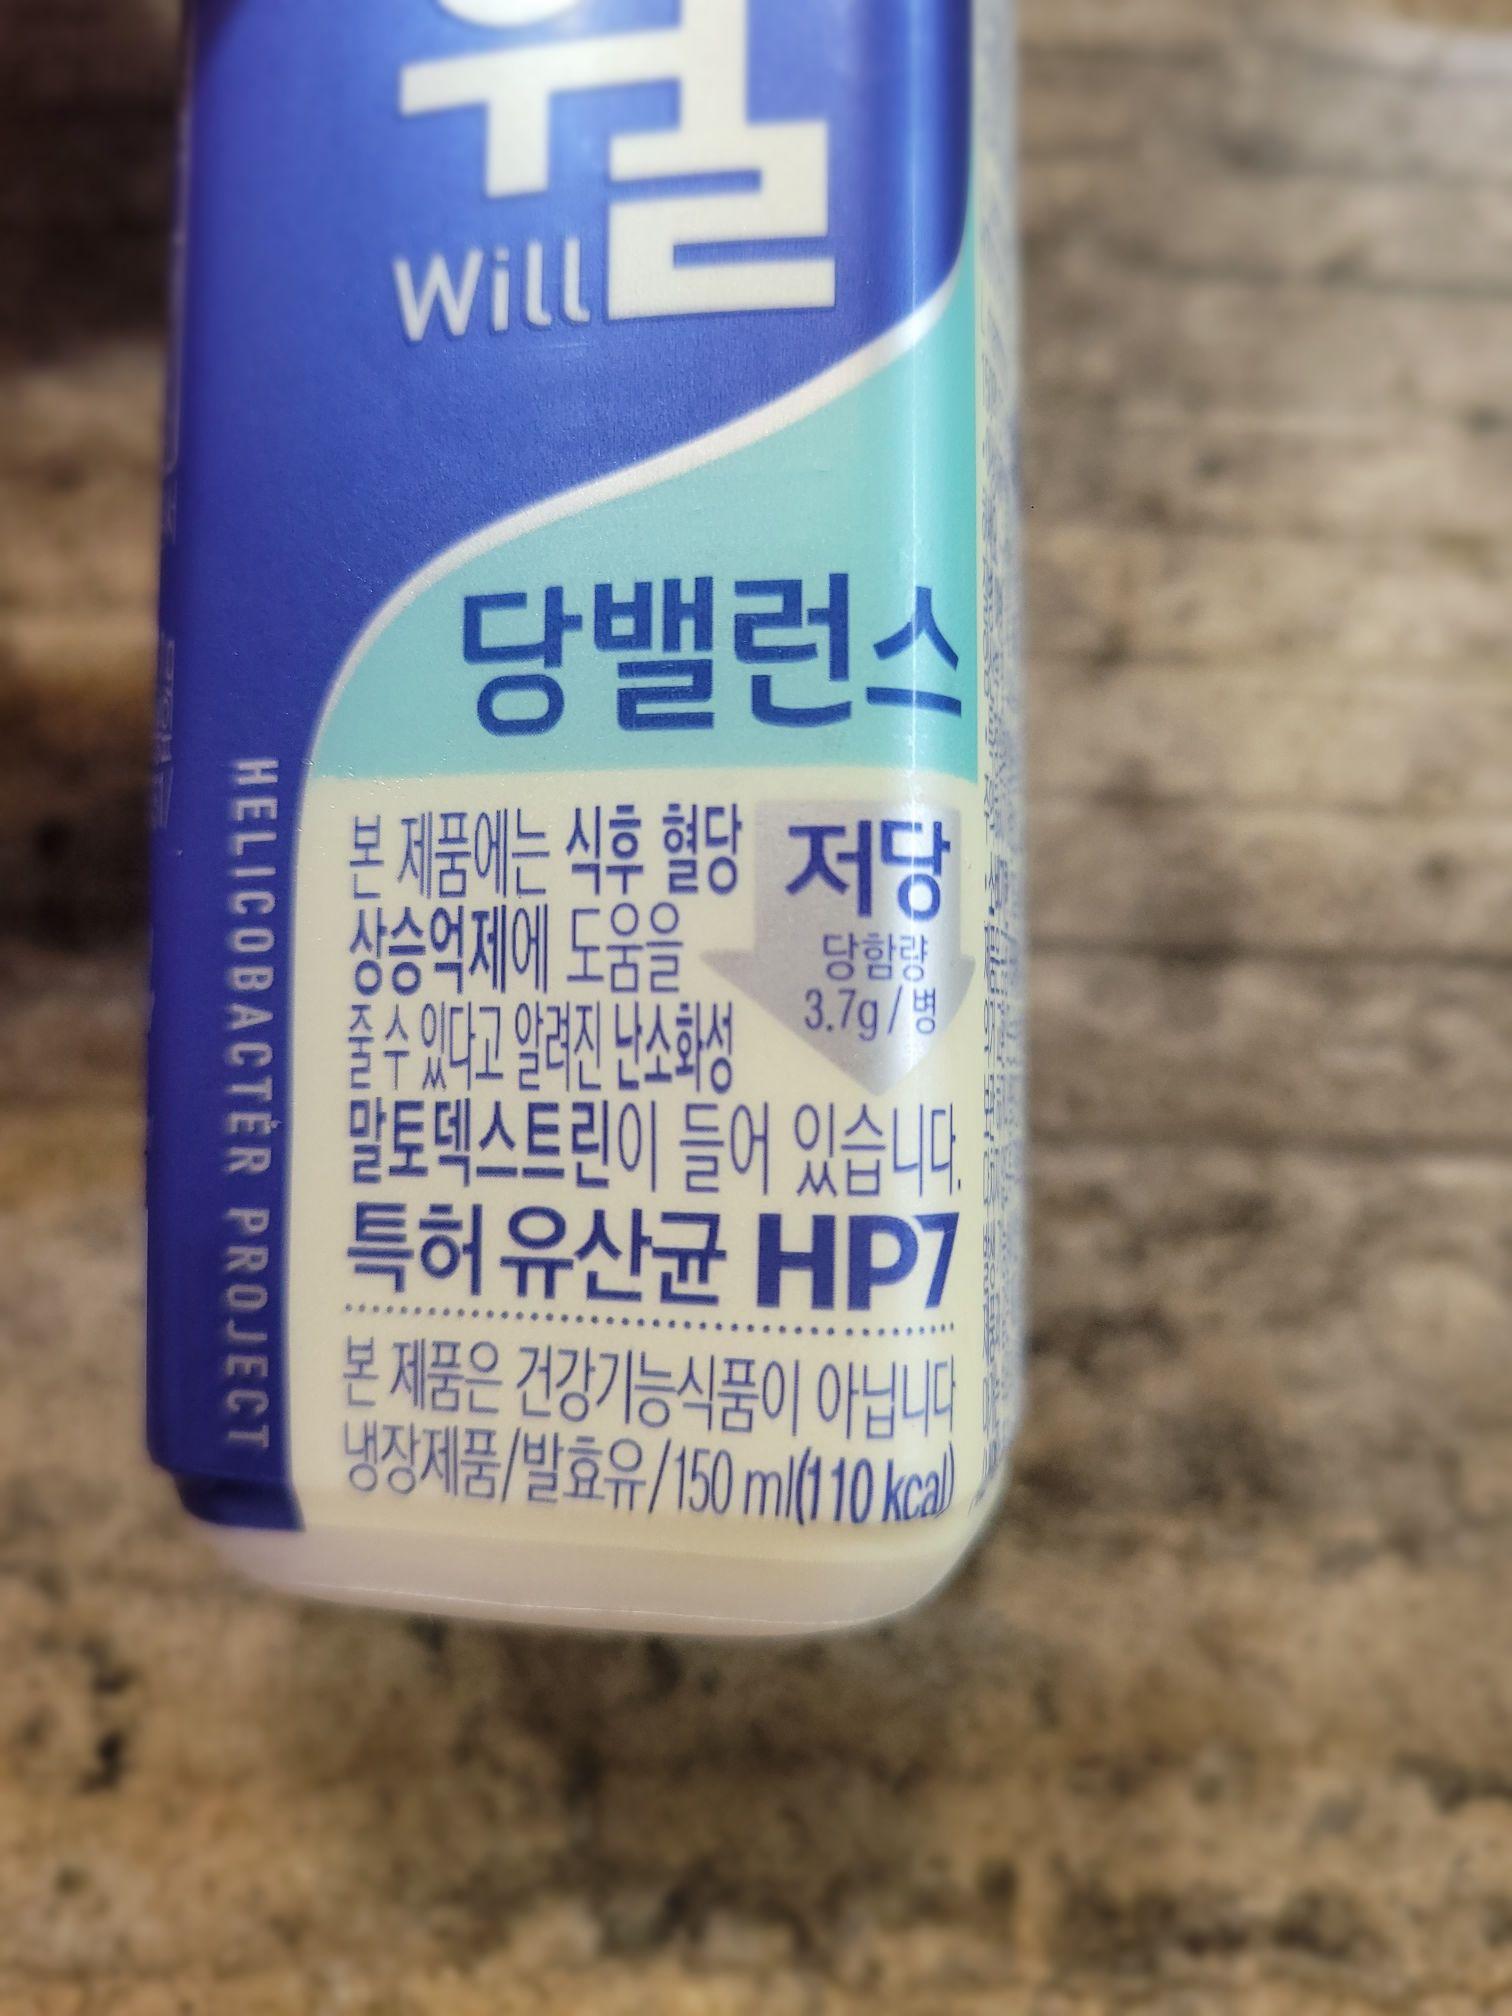 윌
Will
당밸런스
본 제품에는 식후 혈당
상승억제에 도움을
줄 수 있다고 알려진 난소화성
말토덱스트린이 들어 있습니다.
저당
당함량
3.7g/병
특허 유산균 HP7
본 제품은 건강기능식품이 아닙니다
냉장제품/발효유/150 ml(110 kcal)
HELICOBACTER PROJECT